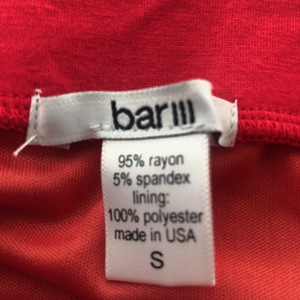 bar III
95% rayon
5% spandex
lining:
100% polyester
made in USA
S